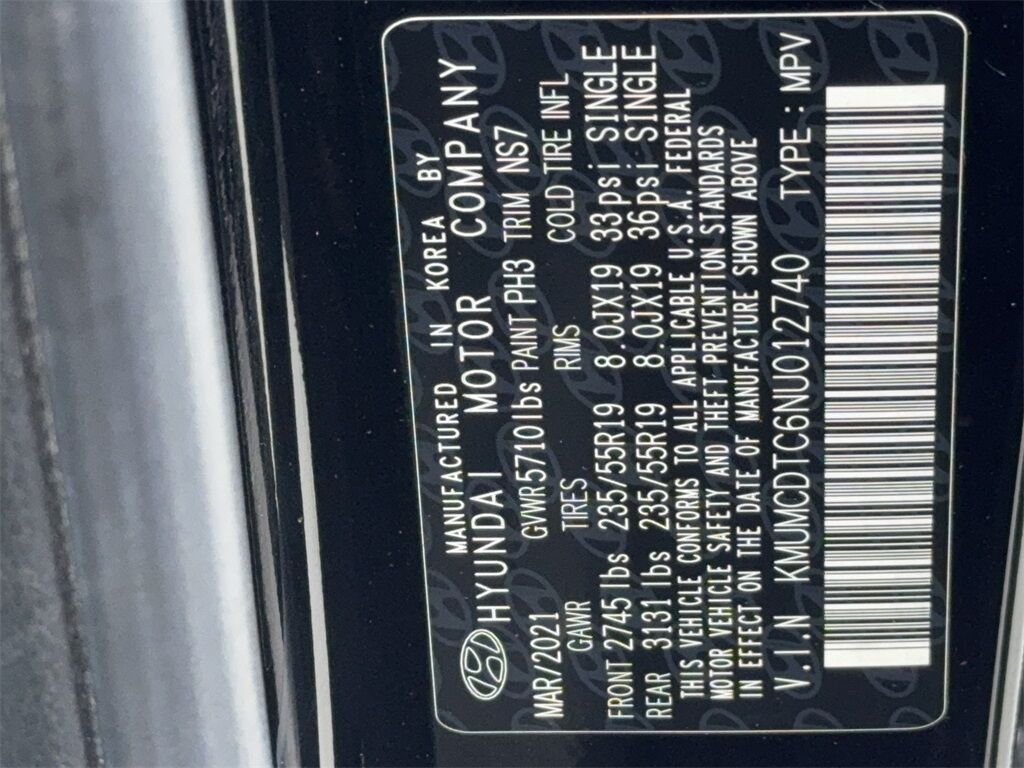 MANUFACTURED IN KOREA BY
HYUNDAI MOTOR COMPANY
MAR/2021 GVWR5710lbs PAINT PH3 TRIM NS7
GAWR TIRES RIMS COLD TIRE INFL
FRONT 2745lbs 235/55R19 8.0JX19 33psi SINGLE
REAR 3131lbs 235/55R19 8.0JX19 36psi SINGLE
THIS VEHICLE CONFORMS TO ALL APPLICABLE U.S.A. FEDERAL
MOTOR VEHICLE SAFETY AND THEFT PREVENTION STANDARDS
IN EFFECT ON THE DATE OF MANUFACTURE SHOWN ABOVE
V.I.N KMUMCDTC6NU012740 TYPE : MPV